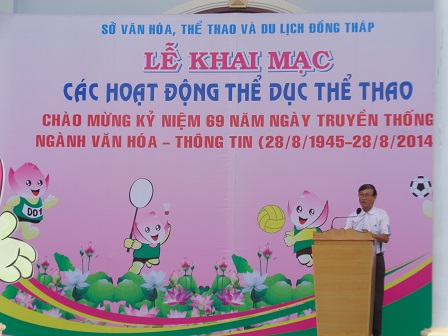 SỞ VĂN HÓA, THỂ THAO VÀ DU LỊCH ĐỒNG THÁP
LỄ KHAI MẠC
CÁC HOẠT ĐỘNG THỂ DỤC THỂ THAO
CHÀO MỪNG KỶ NIỆM 69 NĂM NGÀY TRUYỀN THỐNG
NGÀNH VĂN HÓA - THÔNG TIN (28/8/1945-28/8/2014